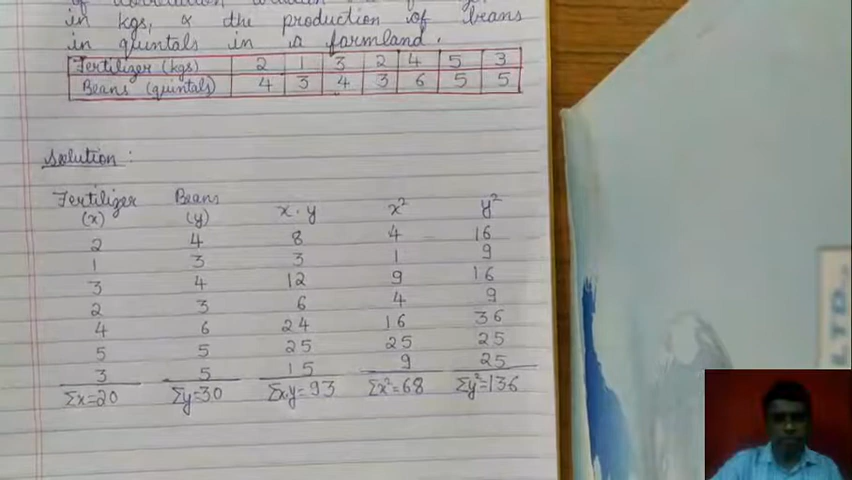 in kgs, & the production of beans
in quintals in a farmland.
Fertilizer (kgs) 2 1 3 2 4 5 3
Beans (quintals) 4 3 4 3 6 5 5
Solution :
Fertilizer Beans x·y x² y²
(x) (y)
2 4 8 4 16
1 3 3 1 9
3 4 12 9 16
2 3 6 4 9
4 6 24 16 36
5 5 25 25 25
3 5 15 9 25
Σx=20 Σy=30 Σx.y=93 Σx²=68 Σy²=136
LTD